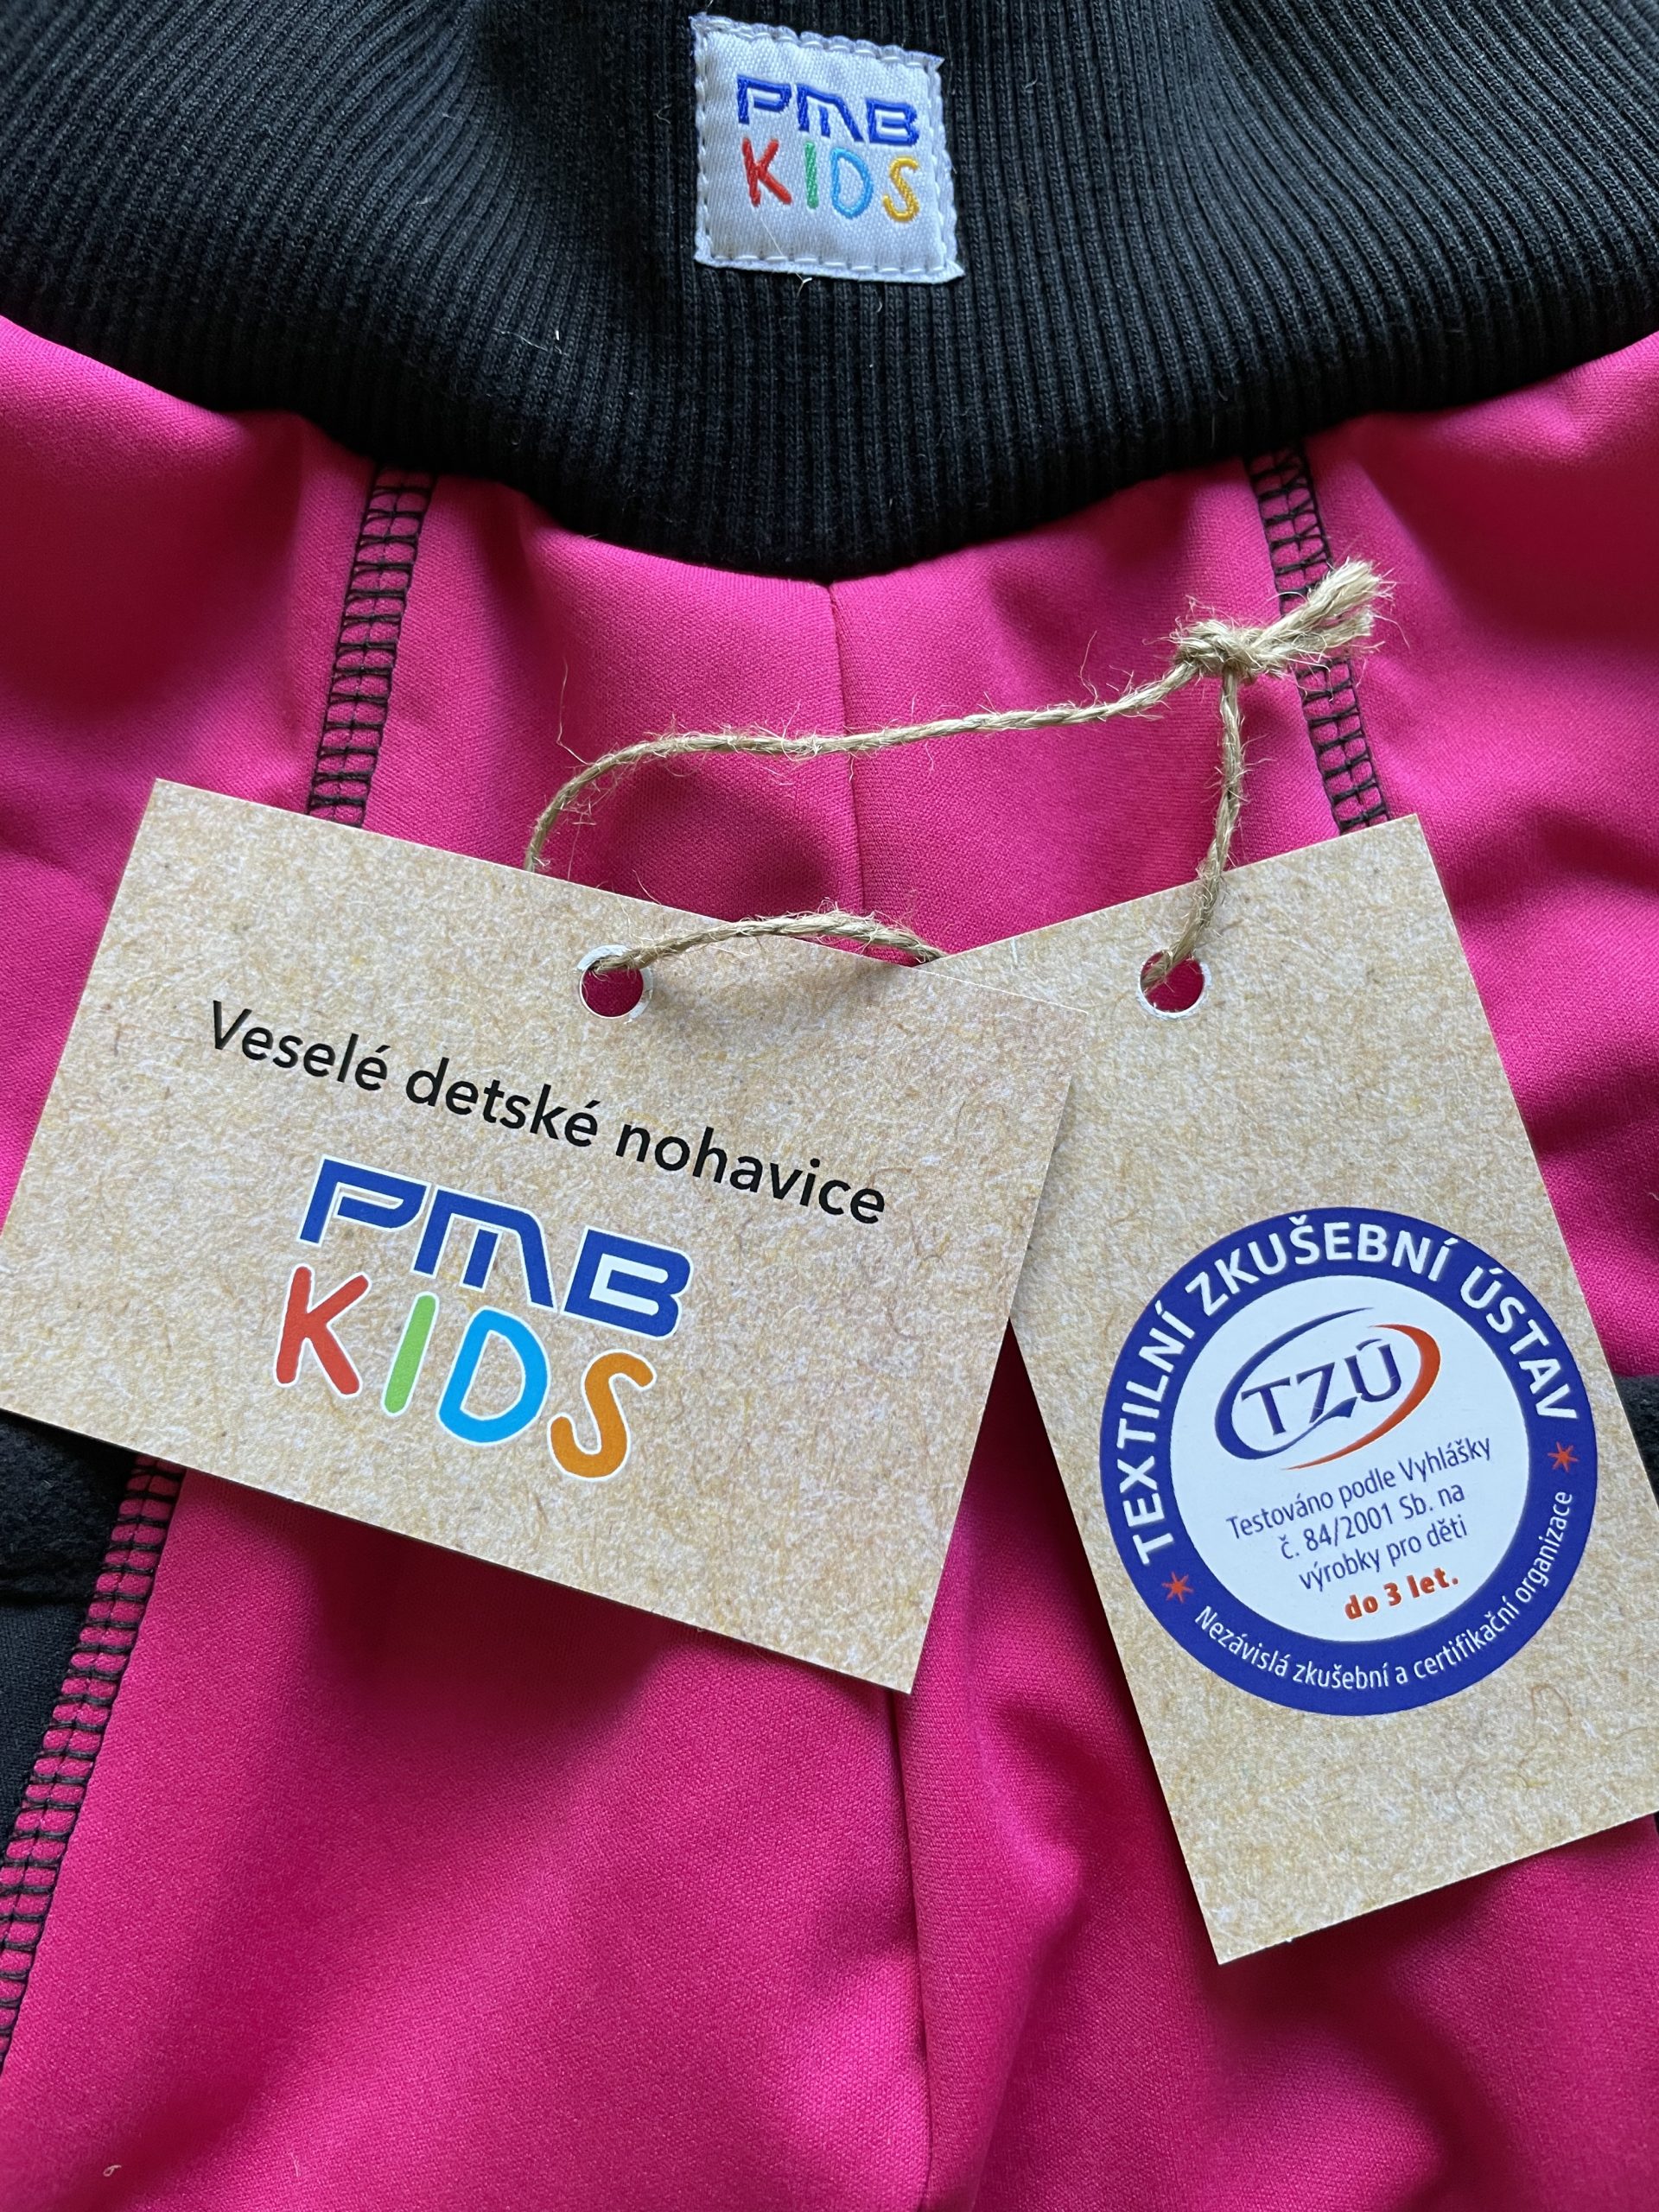 PMB
KIDS
Veselé detské nohavice
PMB
KIDS
TEXTILNÍ ZKUŠEBNÍ ÚSTAV
TZÚ
Testováno podle Vyhlášky
č. 84/2001 Sb. na
výrobky pro děti
do 3 let.
Nezávislá zkušební a certifikační organizace